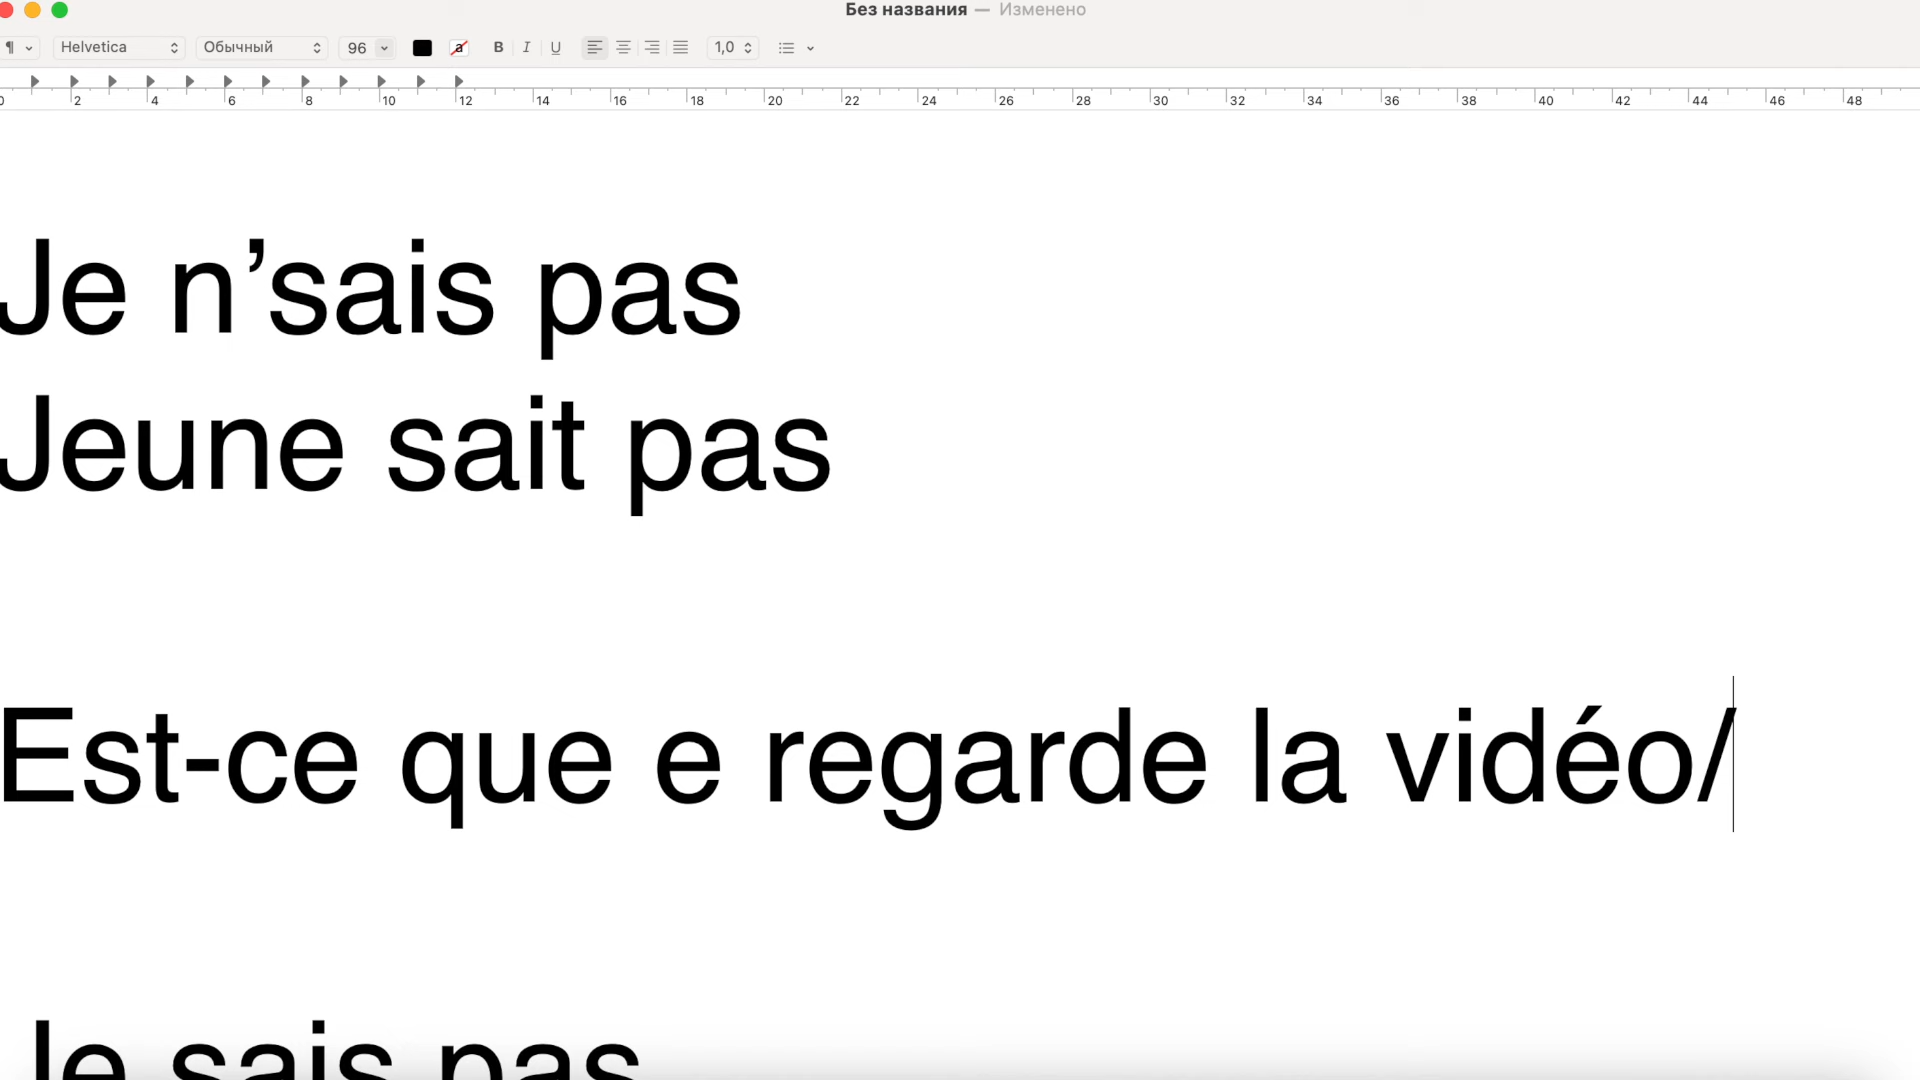 Без названия — Изменено
¶ Helvetica Обычный 96 a B I U 1,0
0 2 4 6 8 10 12 14 16 18 20 22 24 26 28 30 32 34 36 38 40 42 44 46 48
Je n’sais pas
Jeune sait pas
Est-ce que e regarde la vidéo/
Je sais pas